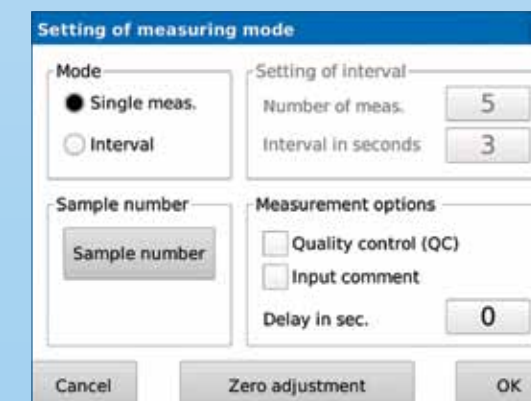 Setting of measuring mode
Mode
Single meas.
Interval
Setting of interval
Number of meas. 5
Interval in seconds 3
Sample number
Sample number
Measurement options
Quality control (QC)
Input comment
Delay in sec. 0
Cancel Zero adjustment OK